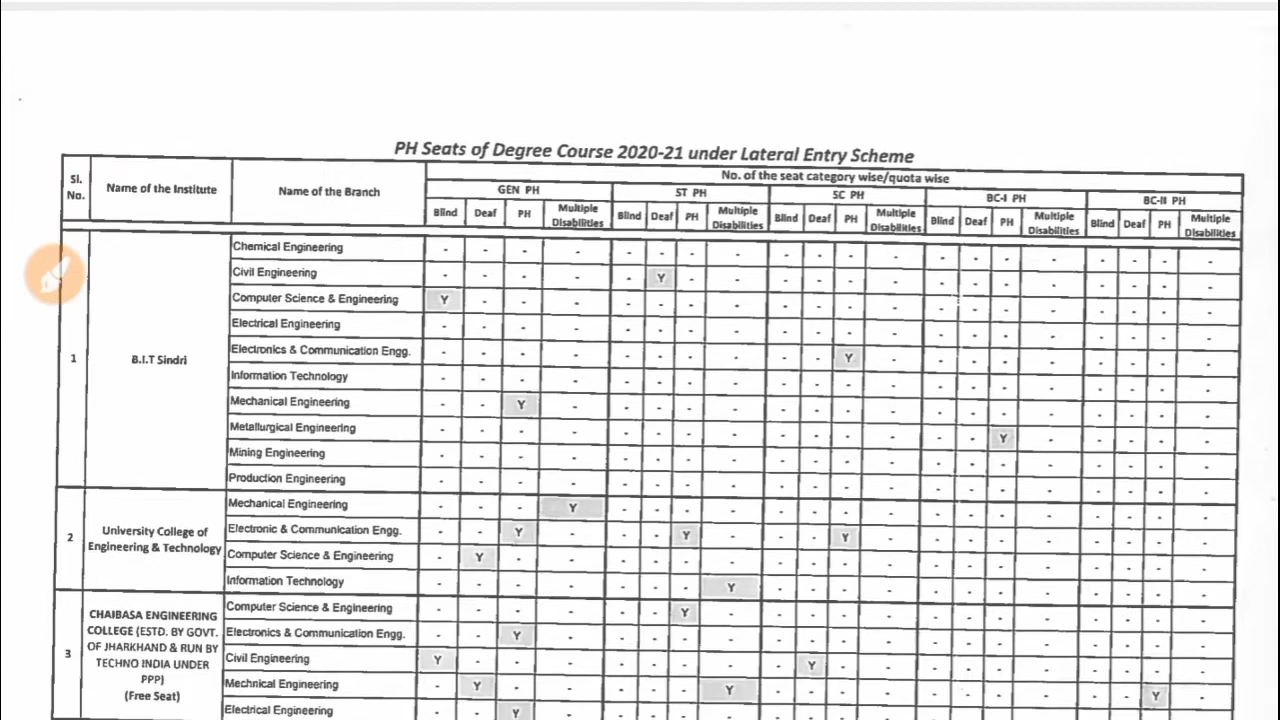 PH Seats of Degree Course 2020-21 under Lateral Entry Scheme
Sl. No. Name of the Institute Name of the Branch No. of the seat category wise/quota wise
GEN PH ST PH SC PH BC-I PH BC-II PH
Blind Deaf PH Multiple Disabilities Blind Deaf PH Multiple Disabilities Blind Deaf PH Multiple Disabilities Blind Deaf PH Multiple Disabilities Blind Deaf PH Multiple Disabilities
Chemical Engineering - - - - - - - - - - - - - - - - - - - -
Civil Engineering - - - - - Y - - - - - - - - - - - - - -
Computer Science & Engineering Y - - - - - - - - - - - - - - - - - - -
Electrical Engineering - - - - - - - - - - - - - - - - - - - -
1 B.I.T Sindri Electronics & Communication Engg. - - - - - - - - - - Y - - - - - - - - -
Information Technology - - - - - - - - - - - - - - - - - - - -
Mechanical Engineering - - Y - - - - - - - - - - - - - - - - -
Metallurgical Engineering - - - - - - - - - - - - - - Y - - - - -
Mining Engineering - - - - - - - - - - - - - - - - - - - -
Production Engineering - - - - - - - - - - - - - - - - - - - -
Mechanical Engineering - - - Y - - - - - - - - - - - - - - - -
2 University College of Engineering & Technology Electronic & Communication Engg. - - Y - - - Y - - - Y - - - - - - - - -
Computer Science & Engineering - Y - - - - - - - - - - - - - - - - - -
Information Technology - - - - - - - Y - - - - - - - - - - - -
3 CHAIBASA ENGINEERING COLLEGE (ESTD. BY GOVT. OF JHARKHAND & RUN BY TECHNO INDIA UNDER PPP) (Free Seat)
Computer Science & Engineering - - - - - - Y - - - - - - - - - - - - -
Electronics & Communication Engg. - - Y - - - - - - - - - - - - - - - - -
Civil Engineering Y - - - - - - - - Y - - - - - - - - - -
Mechnical Engineering - Y - - - - - Y - - - - - - - - - - Y -
Electrical Engineering - - Y - - - - - - - - - - - - - - - - -